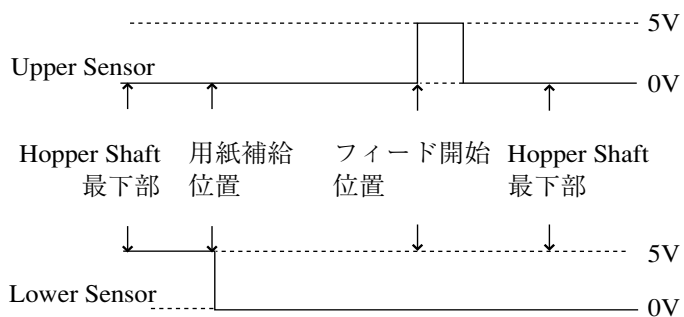 5V
Upper Sensor
0V
Hopper Shaft
最下部
用紙補給
位置
フィード開始
位置
Hopper Shaft
最下部
5V
Lower Sensor
0V